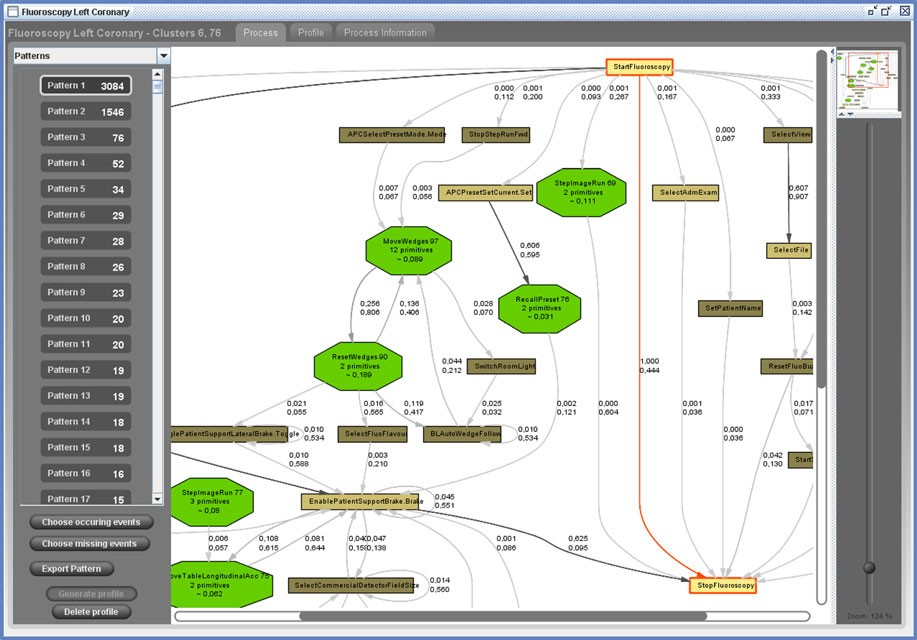 Fluoroscopy Left Coronary
Fluoroscopy Left Coronary - Clusters 6, 76
Process
Profile
Process Information
Patterns
Pattern 1 3084
Pattern 2 1546
Pattern 3 76
Pattern 4 52
Pattern 5 34
Pattern 6 29
Pattern 7 28
Pattern 8 26
Pattern 9 23
Pattern 10 20
Pattern 11 20
Pattern 12 19
Pattern 13 19
Pattern 14 18
Pattern 15 18
Pattern 16 16
Pattern 17 15
Choose occuring events
Choose missing events
Export Pattern
Generate profile
Delete profile
StartFluoroscopy
0,000
0,112
0,001
0,200
0,000
0,093
0,001
0,267
0,001
0,167
0,001
0,333
APCSelectPresetMode.Mode
StopStepRunFwd
0,000
0,067
SelectView
0,007
0,067
0,003
0,056
APCPresetSetCurrent.Set
StepImageRun 69
2 primitives
~ 0,111
SelectAdmExam
0,607
0,907
MoveWedges 97
12 primitives
~ 0,089
0,606
0,595
SelectFile
0,256
0,806
0,136
0,406
0,028
0,070
RecallPreset 76
2 primitives
~ 0,031
SetPatientName
0,003
0,142
ResetWedges 90
2 primitives
~ 0,189
0,044
0,212
SwitchRoomLight
1,000
0,444
ResetFluoBuz
0,021
0,055
0,016
0,565
0,119
0,417
0,025
0,032
0,002
0,121
0,000
0,604
0,001
0,036
0,017
0,071
glePatientSupportLateralBrake.Toggle
0,010
0,534
SelectFluoFlavour
BLAutoWedgeFollow
0,010
0,534
0,000
0,036
0,010
0,588
0,003
0,210
0,042
0,130
Start
StepImageRun 77
3 primitives
~ 0,08
EnablePatientSupportBrake.Brake
0,045
0,551
0,006
0,057
0,108
0,615
0,081
0,644
0,047
0,138
0,001
0,086
0,625
0,095
oveTableLongitudinalAcc 75
2 primitives
~ 0,062
SelectCommercialDetectorFieldSize
0,014
0,560
StopFluoroscopy
Zoom: 124 %